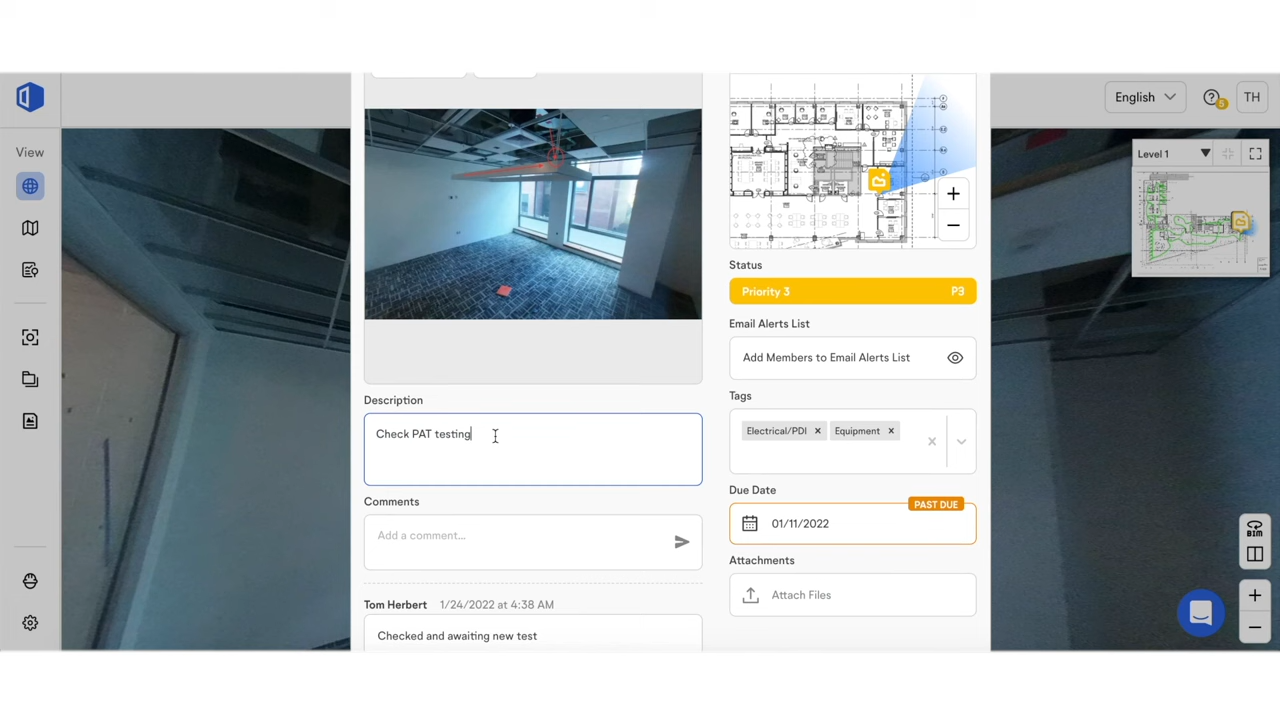 English
5
TH
View
Level 1
Status
Priority 3 P3
Email Alerts List
Add Members to Email Alerts List
Description
Check PAT testing
Tags
Electrical/PDI × Equipment ×
Comments
Add a comment...
Due Date
PAST DUE
01/11/2022
Attachments
Attach Files
Tom Herbert 1/24/2022 at 4:38 AM
Checked and awaiting new test
BIM